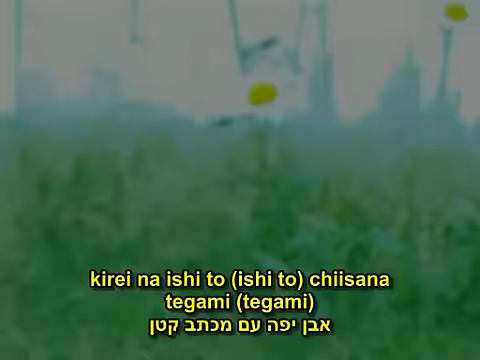 kirei na ishi to (ishi to) chiisana
tegami (tegami)
אבן יפה עם מכתב קטן